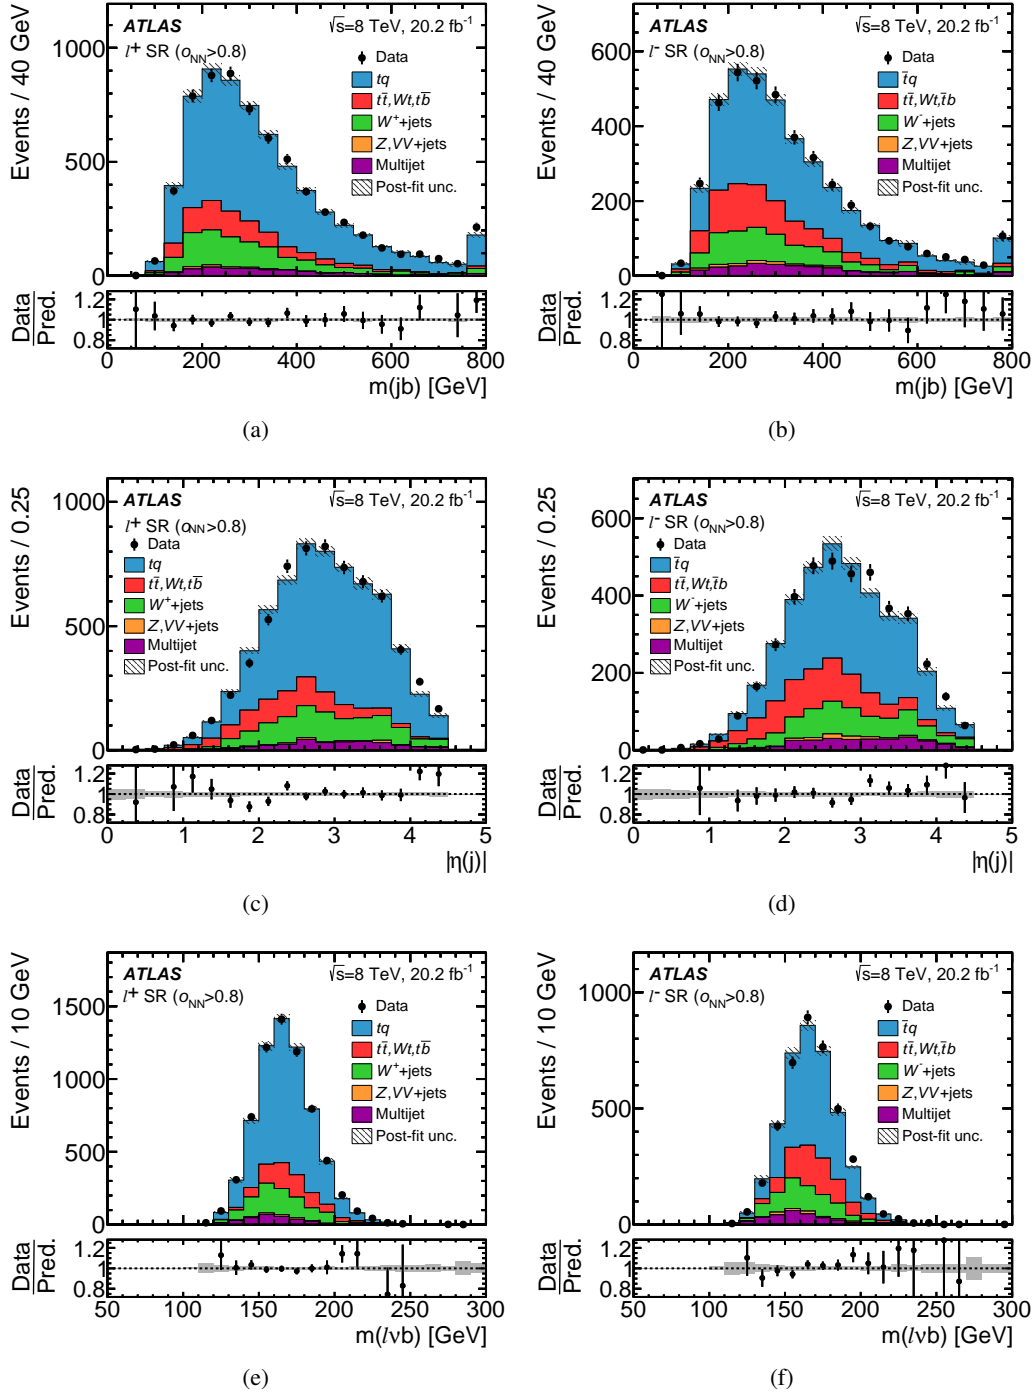 Events / 40 GeV
ATLAS
√s=8 TeV, 20.2 fb⁻¹
l⁺ SR (o_NN>0.8)
Data
tq
tt̄,Wt,tb̄
W⁺+jets
Z,VV+jets
Multijet
Post-fit unc.
1000
500
0
Data
Pred.
1.2
1
0.8
0 200 400 600 800
m(jb) [GeV]
(a)
Events / 40 GeV
ATLAS
√s=8 TeV, 20.2 fb⁻¹
l⁻ SR (o_NN>0.8)
Data
t̄q
tt̄,Wt,t̄b
W⁻+jets
Z,VV+jets
Multijet
Post-fit unc.
600
400
200
0
Data
Pred.
1.2
1
0.8
0 200 400 600 800
m(jb) [GeV]
(b)
Events / 0.25
ATLAS
√s=8 TeV, 20.2 fb⁻¹
l⁺ SR (o_NN>0.8)
Data
tq
tt̄,Wt,tb̄
W⁺+jets
Z,VV+jets
Multijet
Post-fit unc.
1000
500
0
Data
Pred.
1.2
1
0.8
0 1 2 3 4 5
|η(j)|
(c)
Events / 0.25
ATLAS
√s=8 TeV, 20.2 fb⁻¹
l⁻ SR (o_NN>0.8)
Data
t̄q
tt̄,Wt,t̄b
W⁻+jets
Z,VV+jets
Multijet
Post-fit unc.
600
400
200
0
Data
Pred.
1.2
1
0.8
0 1 2 3 4 5
|η(j)|
(d)
Events / 10 GeV
ATLAS
√s=8 TeV, 20.2 fb⁻¹
l⁺ SR (o_NN>0.8)
Data
tq
tt̄,Wt,tb̄
W⁺+jets
Z,VV+jets
Multijet
Post-fit unc.
1500
1000
500
0
Data
Pred.
1.2
1
0.8
50 100 150 200 250 300
m(lνb) [GeV]
(e)
Events / 10 GeV
ATLAS
√s=8 TeV, 20.2 fb⁻¹
l⁻ SR (o_NN>0.8)
Data
t̄q
tt̄,Wt,t̄b
W⁻+jets
Z,VV+jets
Multijet
Post-fit unc.
1000
500
0
Data
Pred.
1.2
1
0.8
50 100 150 200 250 300
m(lνb) [GeV]
(f)